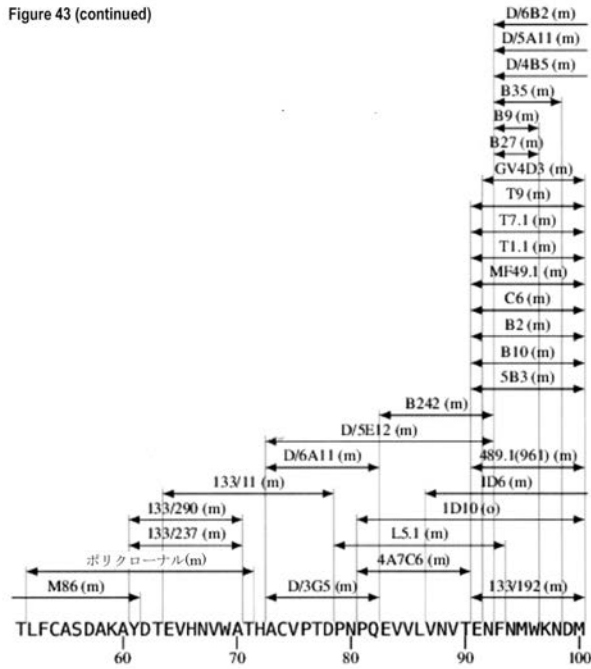 Figure 43 (continued)
D/6B2 (m)
D/5A11 (m)
D/4B5 (m)
B35 (m)
B9 (m)
B27 (m)
GV4D3 (m)
T9 (m)
T7.1 (m)
T1.1 (m)
MF49.1 (m)
C6 (m)
B2 (m)
B10 (m)
5B3 (m)
B242 (m)
D/5E12 (m)
D/6A11 (m) 489.1(961) (m)
133/11 (m) 1D6 (m)
133/290 (m) 1D10 (o)
133/237 (m) L5.1 (m)
ポリクローナル(m) 4A7C6 (m)
M86 (m) D/3G5 (m) 133/192 (m)
TLFCASDAKAYDTEVHNVWATHACVPTDPNPQEVVLVNVTENFNMWKNDM
60 70 80 90 100